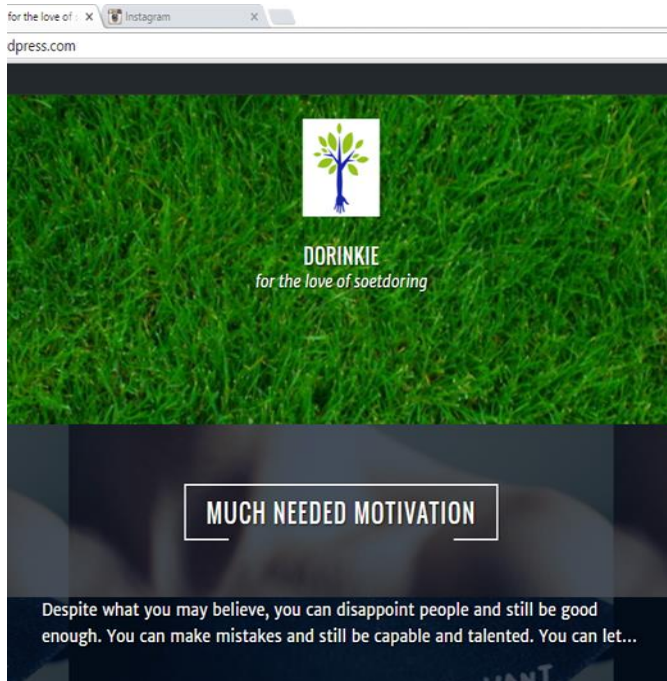 for the love of s
Instagram
dpress.com
DORINKIE
for the love of soetdoring
MUCH NEEDED MOTIVATION
Despite what you may believe, you can disappoint people and still be good
enough. You can make mistakes and still be capable and talented. You can let...